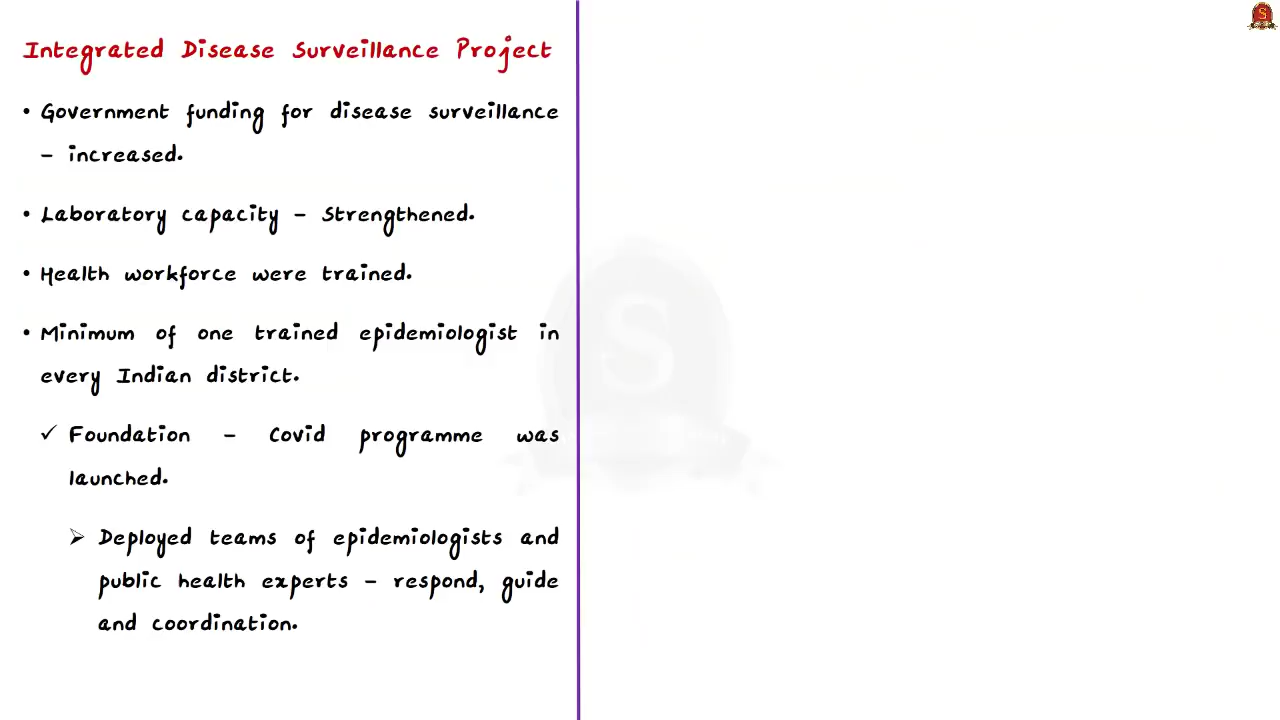 Integrated Disease Surveillance Project
• Government funding for disease surveillance
– increased.
• Laboratory capacity – Strengthened.
• Health workforce were trained.
• Minimum of one trained epidemiologist in
every Indian district.
✓ Foundation – Covid programme was
launched.
➢ Deployed teams of epidemiologists and
public health experts – respond, guide
and coordination.
S